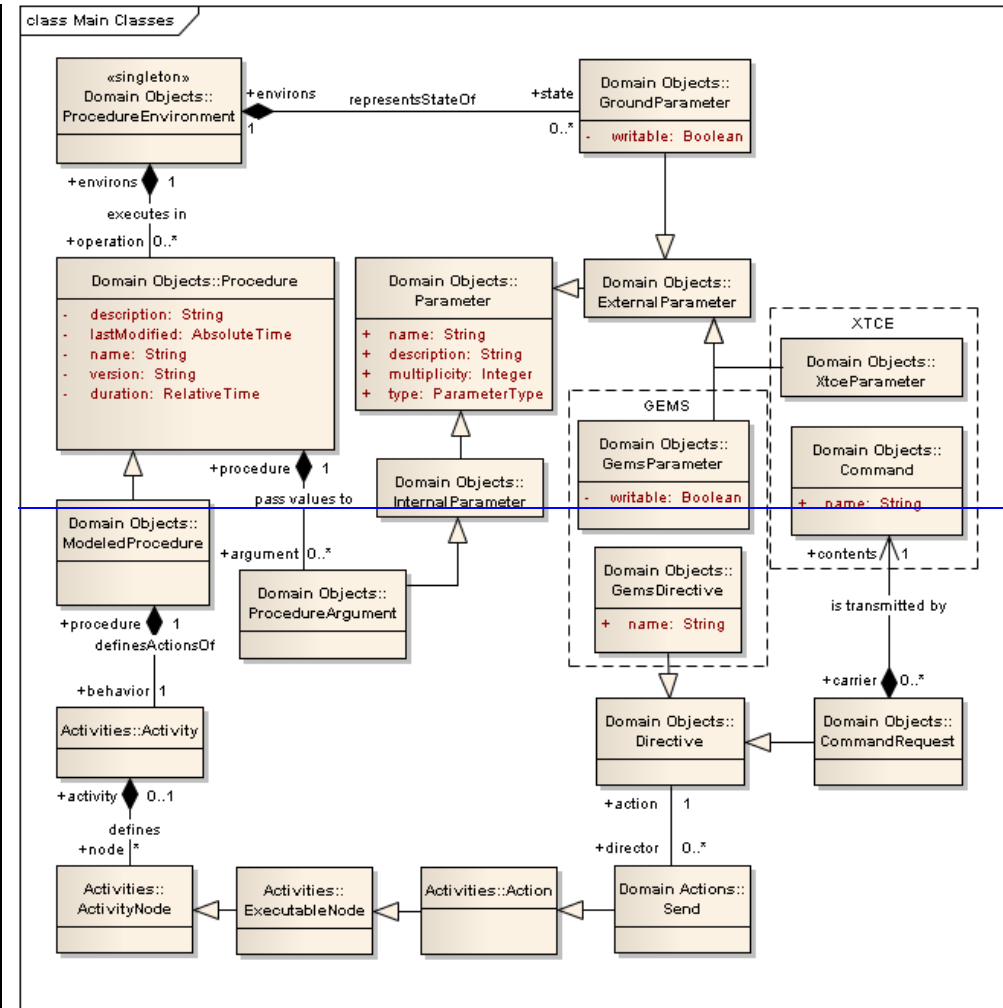 class Main Classes
«singleton»
Domain Objects::
ProcedureEnvironment
+environs
1
representsStateOf
+state
0..*
Domain Objects::
GroundParameter
- writable: Boolean
+environs 1
executes in
+operation 0..*
Domain Objects::Procedure
- description: String
- lastModified: AbsoluteTime
- name: String
- version: String
- duration: RelativeTime
Domain Objects::
Parameter
+ name: String
+ description: String
+ multiplicity: Integer
+ type: ParameterType
Domain Objects::
ExternalParameter
XTCE
Domain Objects::
XtceParameter
Domain Objects::
Command
+ name: String
+contents 1
GEMS
Domain Objects::
GemsParameter
- writable: Boolean
Domain Objects::
GemsDirective
+ name: String
+procedure 1
pass values to
+argument 0..*
Domain Objects::
InternalParameter
Domain Objects::
ModeledProcedure
Domain Objects::
ProcedureArgument
+procedure 1
definesActionsOf
+behavior 1
is transmitted by
+carrier 0..*
Activities::Activity
Domain Objects::
Directive
Domain Objects::
CommandRequest
+activity 0..1
defines
+node *
+action 1
+director 0..*
Activities::
ActivityNode
Activities::
ExecutableNode
Activities::Action
Domain Actions::
Send